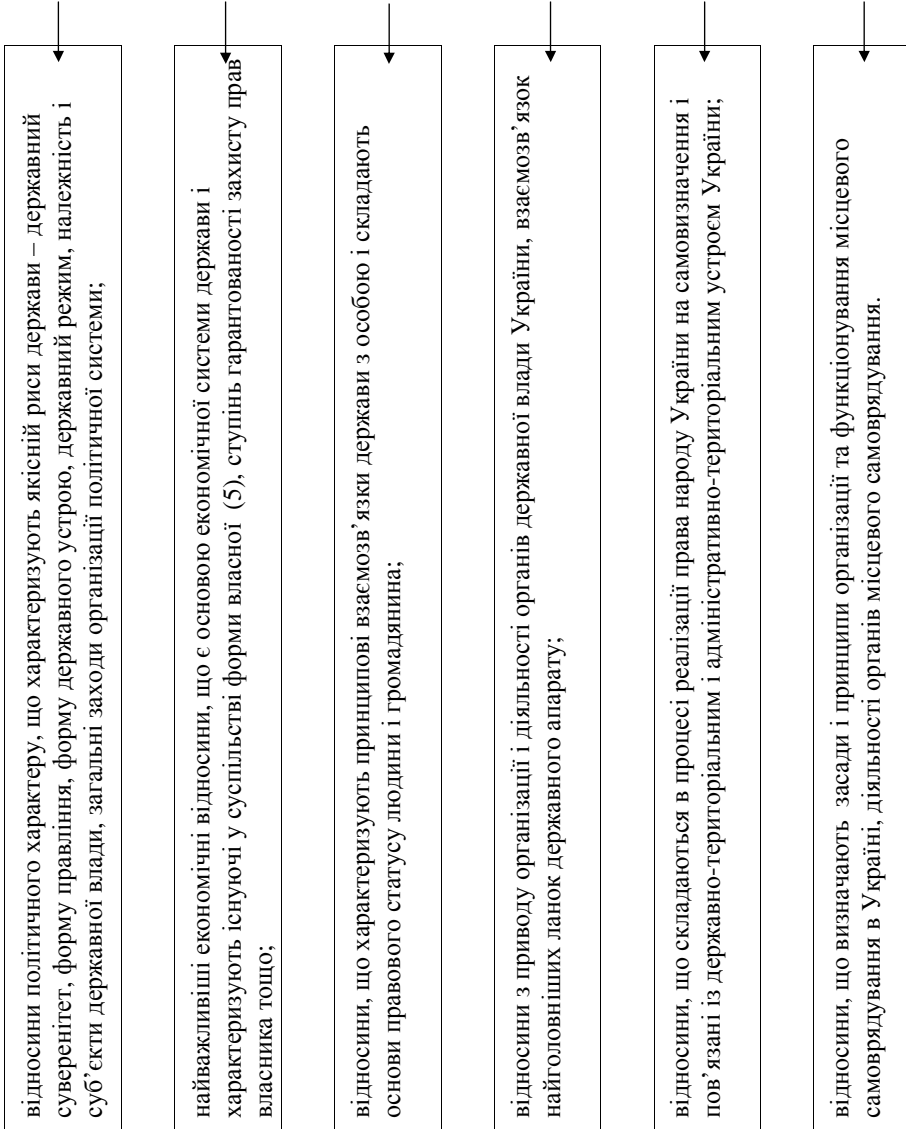 відносини політичного характеру, що характеризують якісній риси держави – державний
суверенітет, форму правління, форму державного устрою, державний режим, належність і
суб’єкти державної влади, загальні заходи організації політичної системи;
найважливіші економічні відносини, що є основою економічної системи держави і
характеризують існуючі у суспільстві форми власної (5), ступінь гарантованості захисту прав
власника тощо;
відносини, що характеризують принципові взаємозв’язки держави з особою і складають
основи правового статусу людини і громадянина;
відносини з приводу організації і діяльності органів державної влади України, взаємозв’язок
найголовніших ланок державного апарату;
відносини, що складаються в процесі реалізації права народу України на самовизначення і
пов’язані із державно-територіальним і адміністративно-територіальним устроєм України;
відносини, що визначають засади і принципи організації та функціонування місцевого
самоврядування в Україні, діяльності органів місцевого самоврядування.